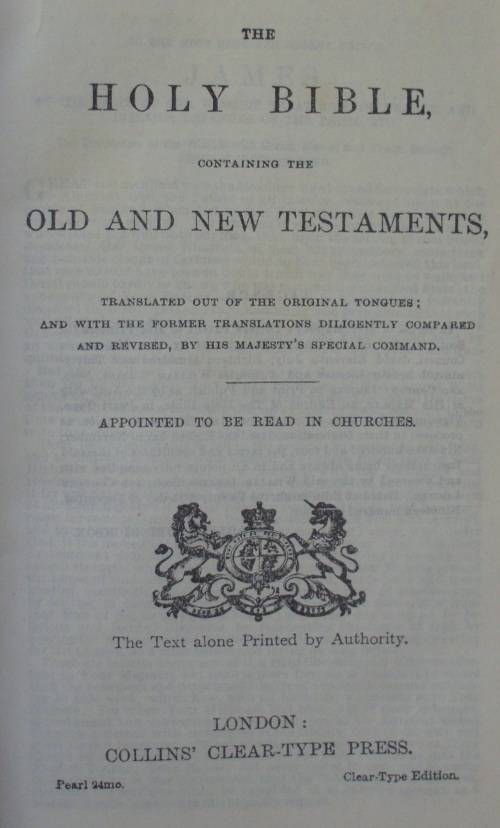 THE
HOLY BIBLE,
CONTAINING THE
OLD AND NEW TESTAMENTS,
TRANSLATED OUT OF THE ORIGINAL TONGUES;
AND WITH THE FORMER TRANSLATIONS DILIGENTLY COMPARED
AND REVISED, BY HIS MAJESTY'S SPECIAL COMMAND.
APPOINTED TO BE READ IN CHURCHES.
The Text alone Printed by Authority.
LONDON:
COLLINS' CLEAR-TYPE PRESS.
Pearl 24mo. Clear-Type Edition.